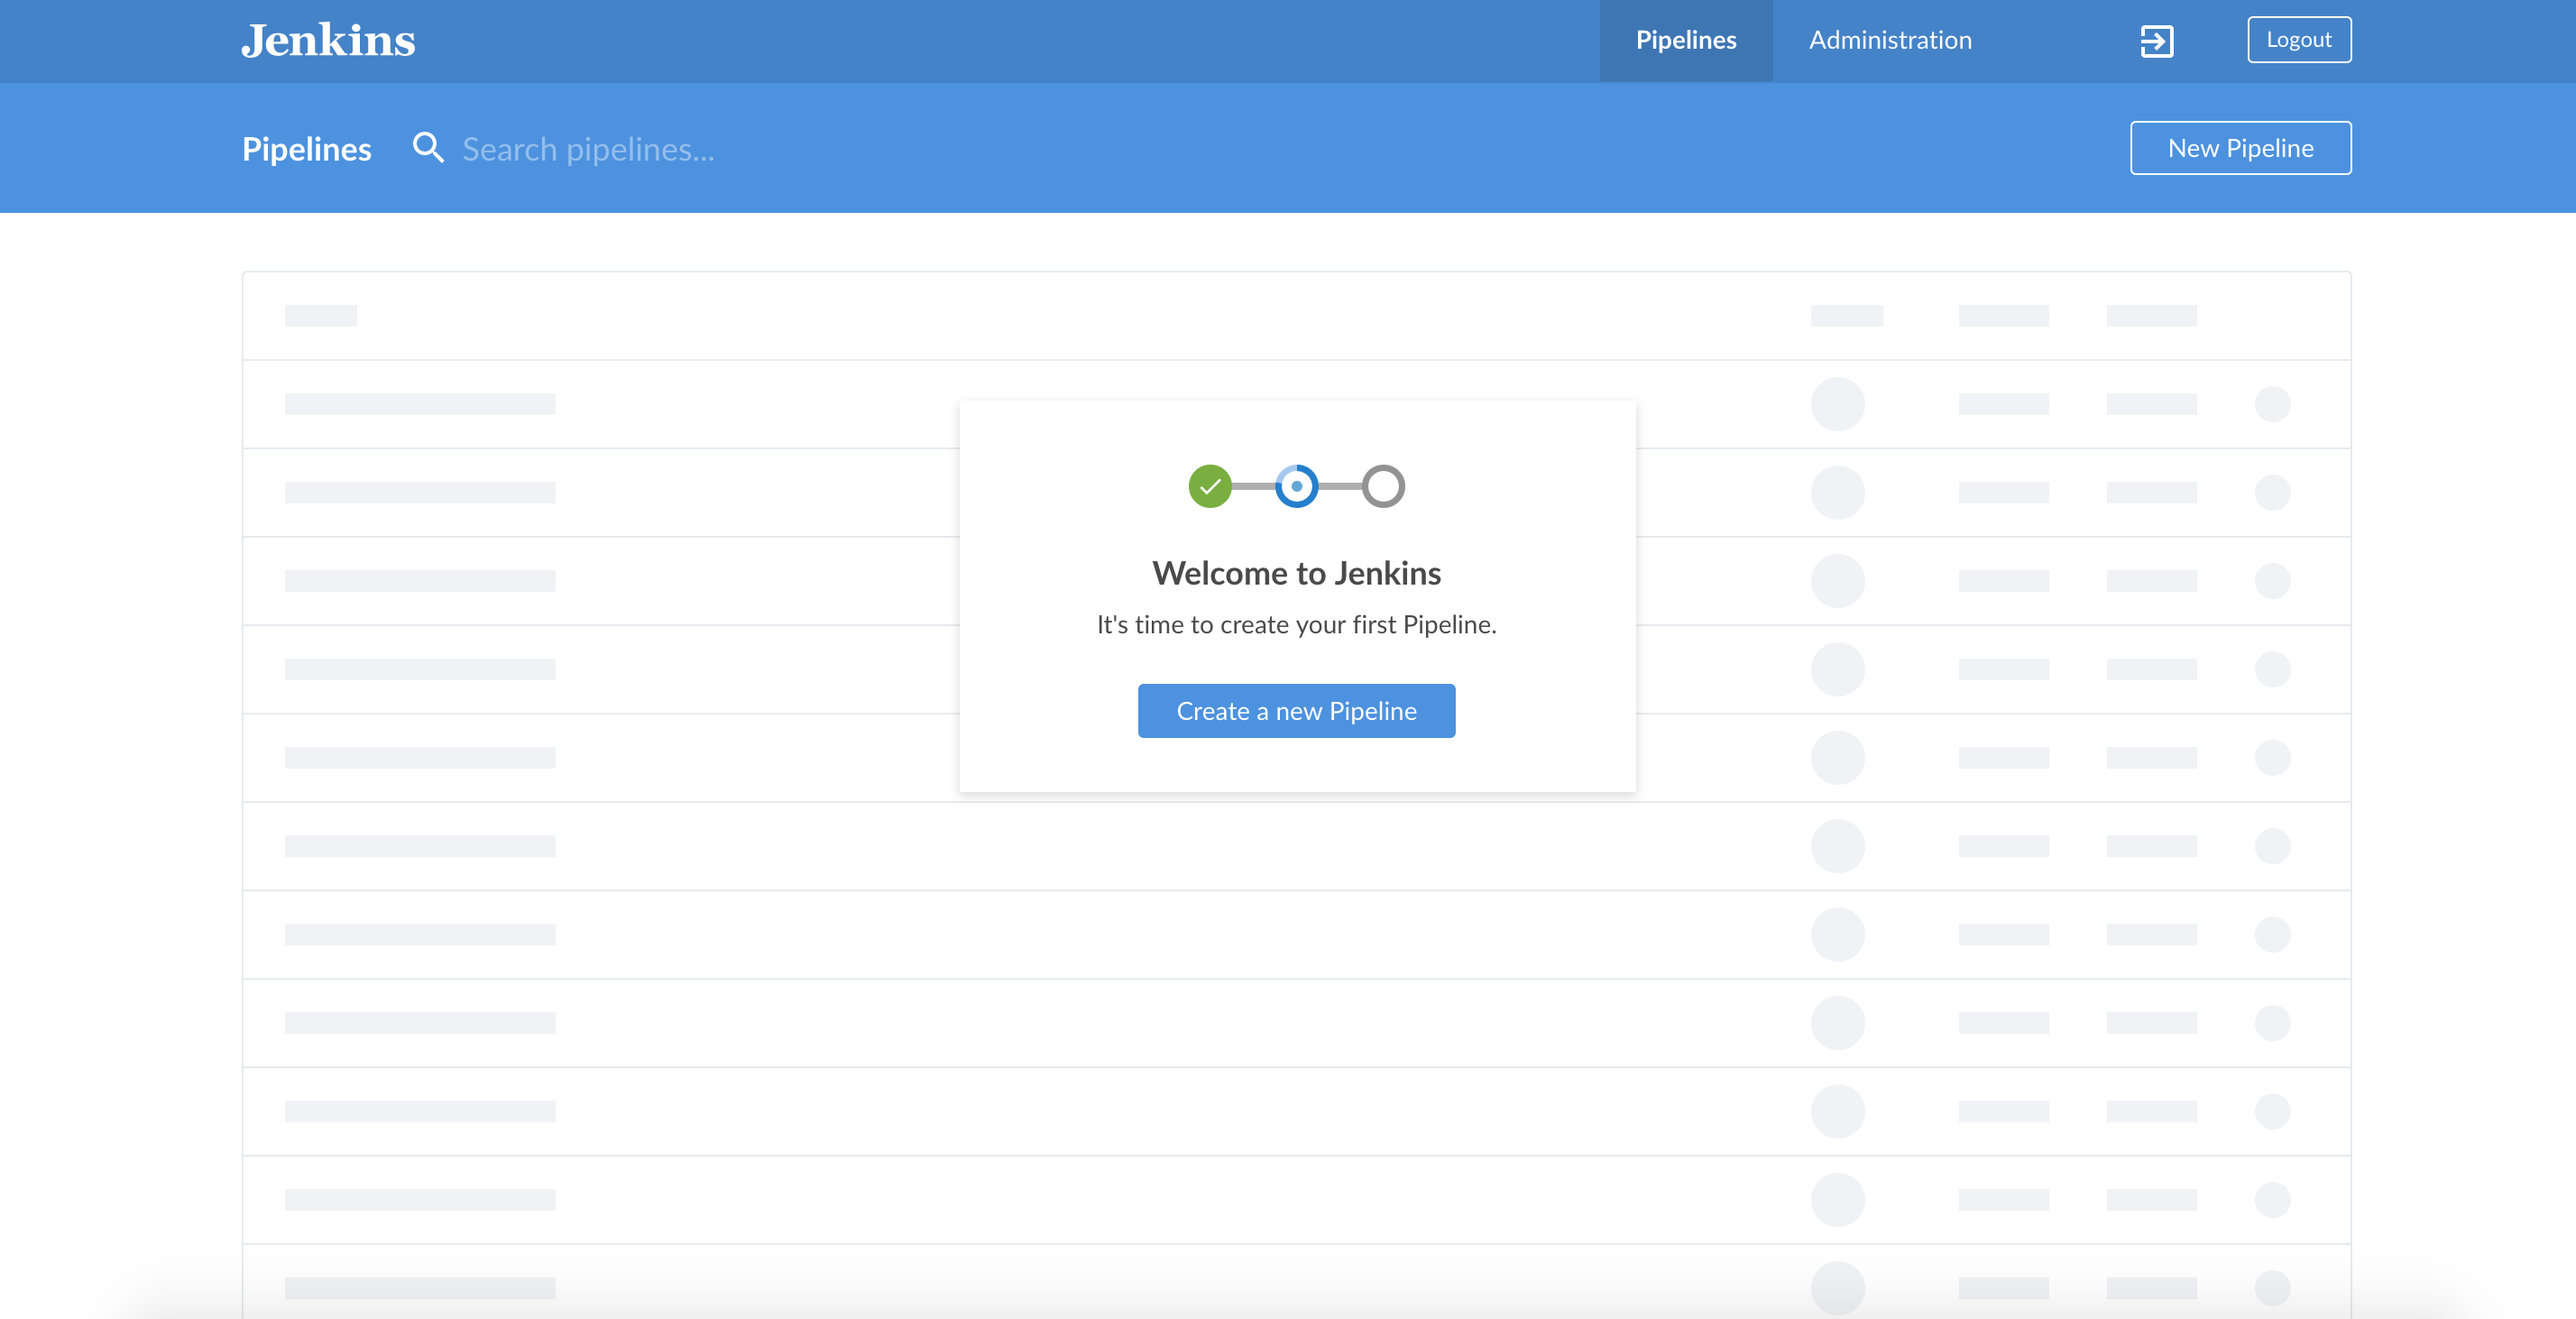 Jenkins
Pipelines
Administration
Logout
Pipelines
Search pipelines...
New Pipeline
Welcome to Jenkins
It's time to create your first Pipeline.
Create a new Pipeline